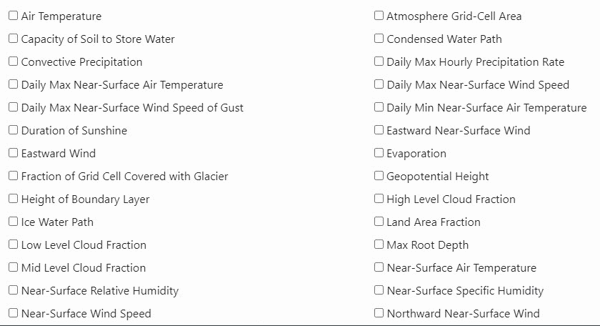 Air Temperature
Atmosphere Grid-Cell Area
Capacity of Soil to Store Water
Condensed Water Path
Convective Precipitation
Daily Max Hourly Precipitation Rate
Daily Max Near-Surface Air Temperature
Daily Max Near-Surface Wind Speed
Daily Max Near-Surface Wind Speed of Gust
Daily Min Near-Surface Air Temperature
Duration of Sunshine
Eastward Near-Surface Wind
Eastward Wind
Evaporation
Fraction of Grid Cell Covered with Glacier
Geopotential Height
Height of Boundary Layer
High Level Cloud Fraction
Ice Water Path
Land Area Fraction
Low Level Cloud Fraction
Max Root Depth
Mid Level Cloud Fraction
Near-Surface Air Temperature
Near-Surface Relative Humidity
Near-Surface Specific Humidity
Near-Surface Wind Speed
Northward Near-Surface Wind